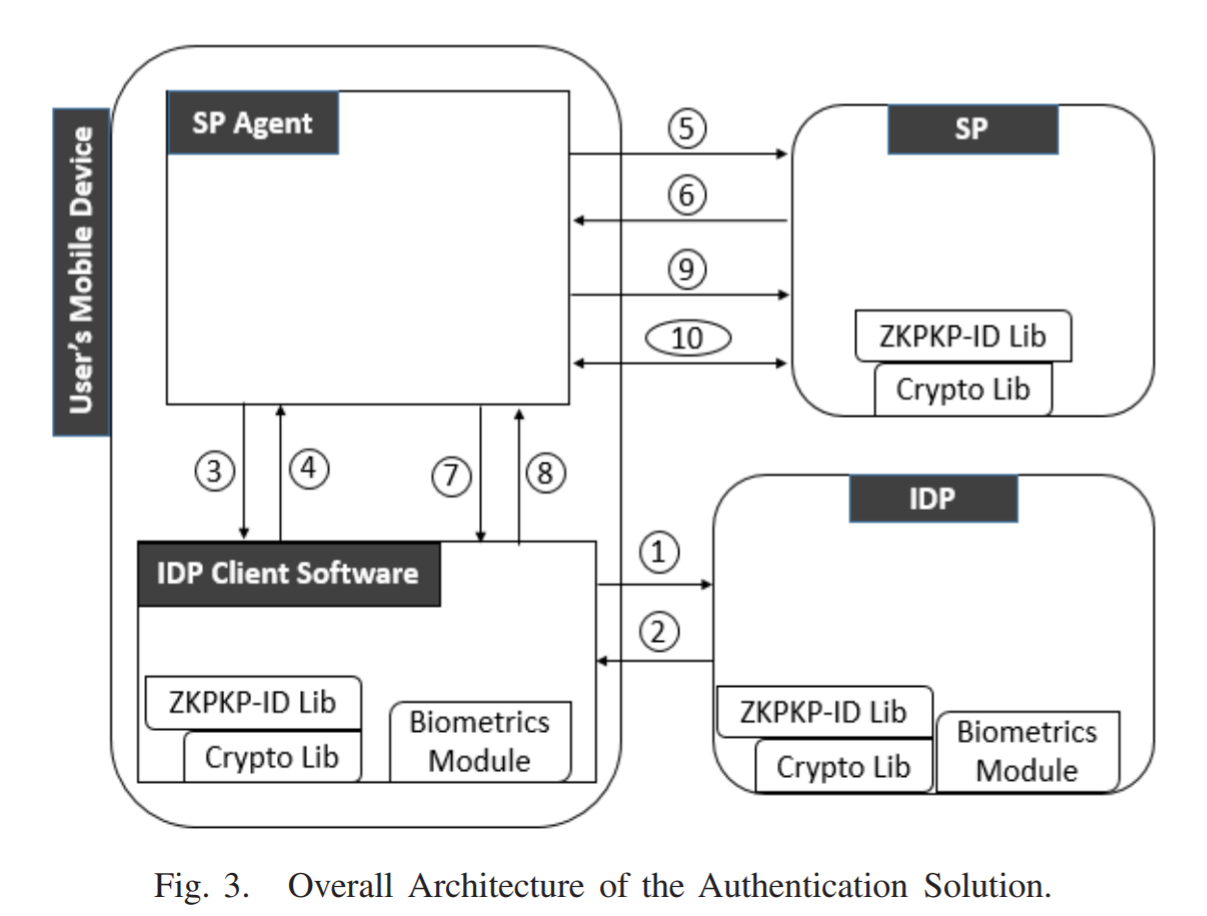 User's Mobile Device
SP Agent
SP
5
6
9
10
ZKPKP-ID Lib
Crypto Lib
3
4
7
8
IDP
IDP Client Software
1
2
ZKPKP-ID Lib
Crypto Lib
Biometrics
Module
ZKPKP-ID Lib
Crypto Lib
Biometrics
Module
Fig. 3. Overall Architecture of the Authentication Solution.